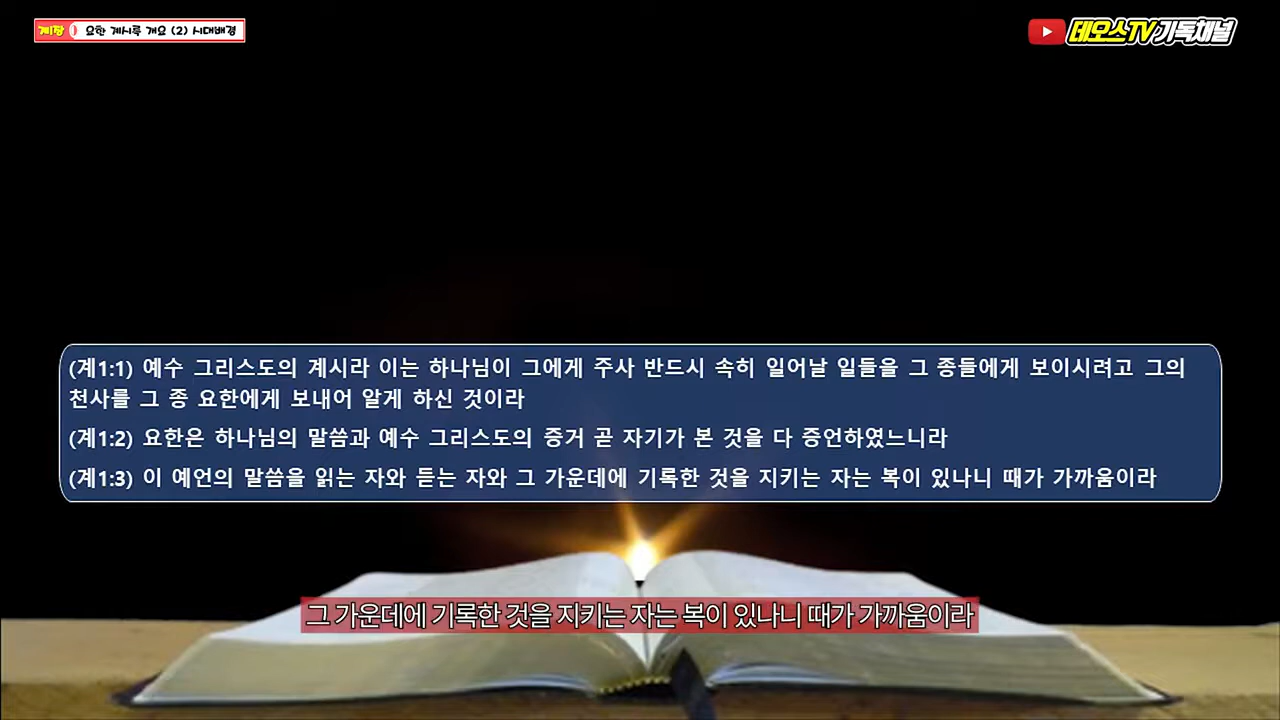 계장 요한 계시록 개요 (2) 시대배경
데오스TV기독채널
(계1:1) 예수 그리스도의 계시라 이는 하나님이 그에게 주사 반드시 속히 일어날 일들을 그 종들에게 보이시려고 그의
천사를 그 종 요한에게 보내어 알게 하신 것이라
(계1:2) 요한은 하나님의 말씀과 예수 그리스도의 증거 곧 자기가 본 것을 다 증언하였느니라
(계1:3) 이 예언의 말씀을 읽는 자와 듣는 자와 그 가운데에 기록한 것을 지키는 자는 복이 있나니 때가 가까움이라
그 가운데에 기록한 것을 지키는 자는 복이 있나니 때가 가까움이라